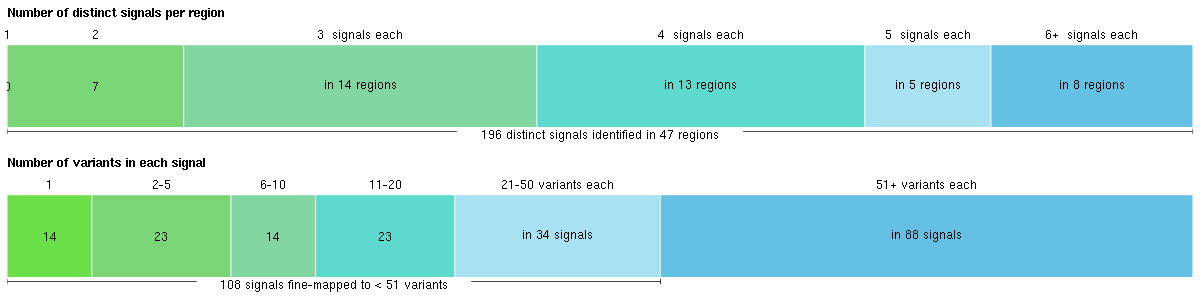 Number of distinct signals per region
1 2 3 signals each 4 signals each 5 signals each 6+ signals each
0 7 in 14 regions in 13 regions in 5 regions in 8 regions
196 distinct signals identified in 47 regions
Number of variants in each signal
1 2-5 6-10 11-20 21-50 variants each 51+ variants each
14 23 14 23 in 34 signals in 88 signals
108 signals fine-mapped to < 51 variants